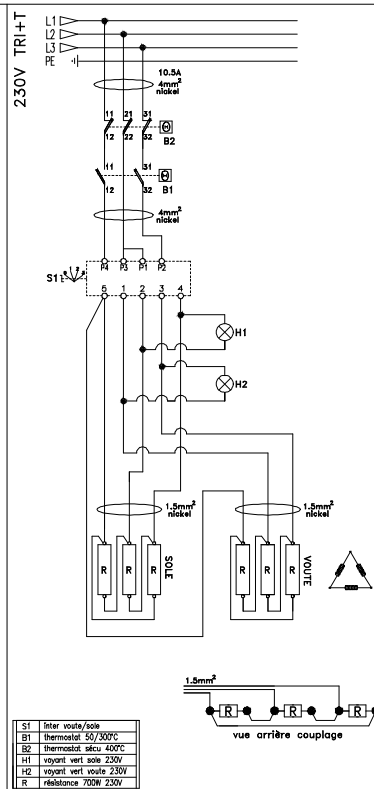 230V TRI+T
L1
L2
L3
PE
10.5A
4mm²
nickel
11 21 31
12 22 32
B2
11 31
12 32
B1
4mm²
nickel
P4 P3 P1 P2
S1 1 2 3
5 1 2 3 4
H1
H2
1.5mm²
nickel
1.5mm²
nickel
R R R
SOLE
R R R
VOUTE
1.5mm²
R R R
vue arrière couplage
S1 inter voute/sole
B1 thermostat 50/300°C
B2 thermostat sécu 400°C
H1 voyant vert sole 230V
H2 voyant vert voute 230V
R résistance 700W 230V